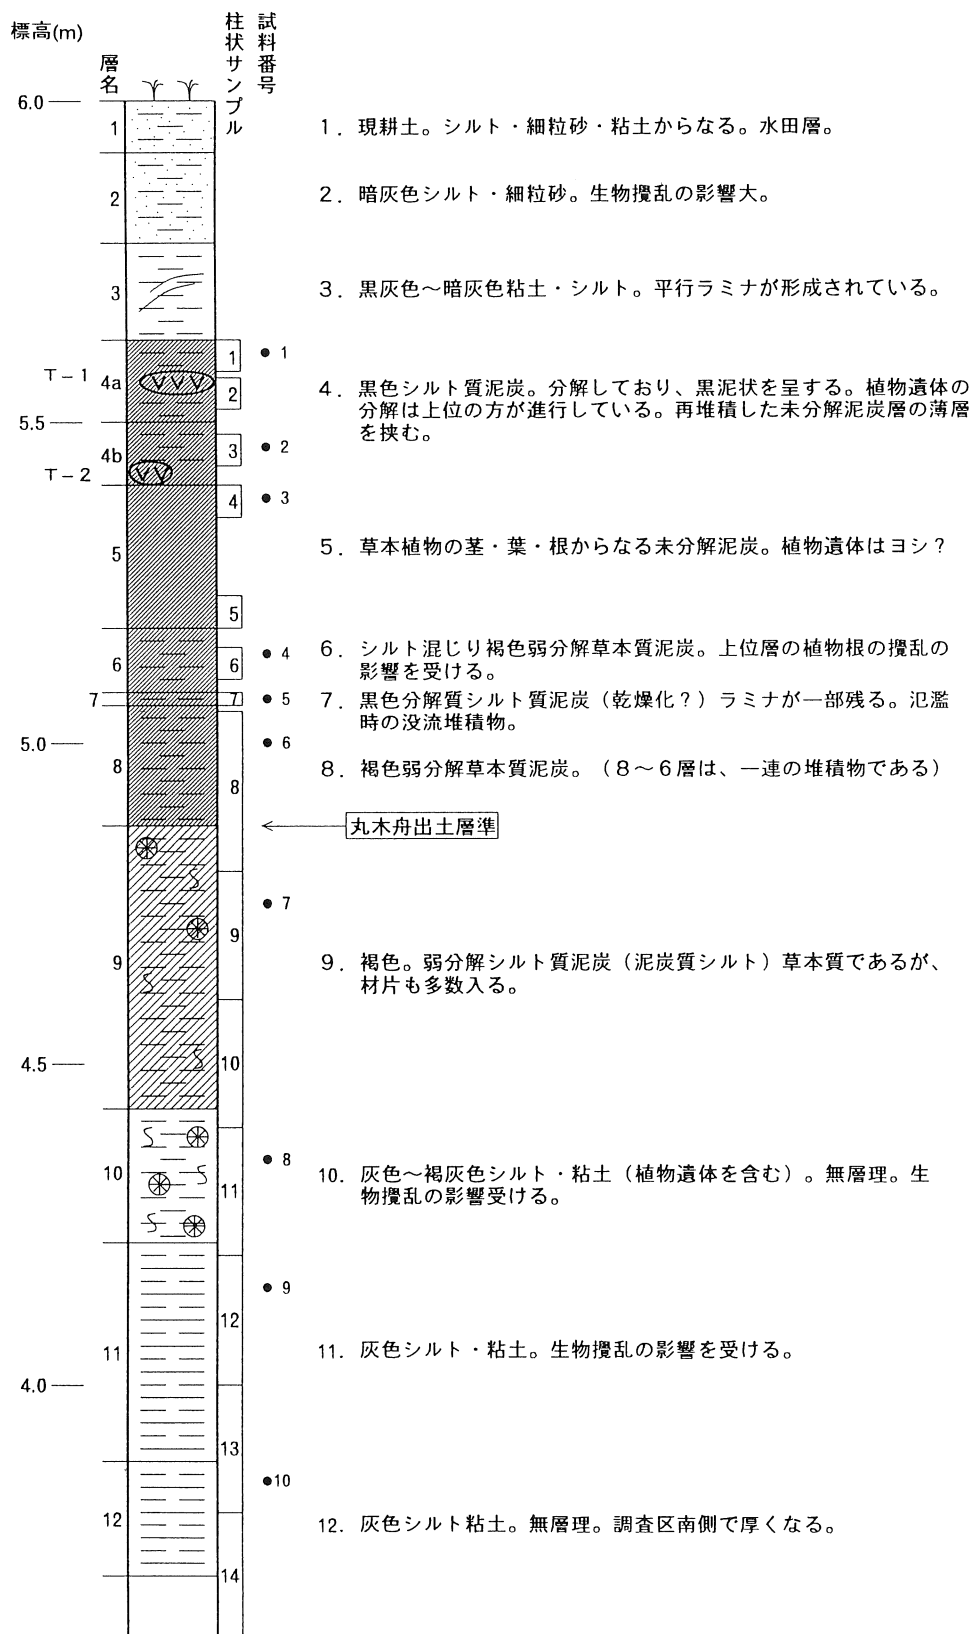 標高(m)
層名
柱状サンプル
試料番号
6.0
1
1. 現耕土。シルト・細粒砂・粘土からなる。水田層。
2
2. 暗灰色シルト・細粒砂。生物攪乱の影響大。
3
3. 黒灰色〜暗灰色粘土・シルト。平行ラミナが形成されている。
1
1
T-1
4a
2
4. 黒色シルト質泥炭。分解しており、黒泥状を呈する。植物遺体の
分解は上位の方が進行している。再堆積した未分解泥炭層の薄層
を挟む。
5.5
4b
3
2
T-2
4
3
5
5. 草本植物の茎・葉・根からなる未分解泥炭。植物遺体はヨシ?
5
6
6
4
6. シルト混じり褐色弱分解草本質泥炭。上位層の植物根の攪乱の
影響を受ける。
7
7
5
7. 黒色分解質シルト質泥炭(乾燥化?)ラミナが一部残る。氾濫
時の没流堆積物。
5.0
6
8
8
8. 褐色弱分解草本質泥炭。(8〜6層は、一連の堆積物である)
丸木舟出土層準
7
9
9
9. 褐色。弱分解シルト質泥炭(泥炭質シルト)草本質であるが、
材片も多数入る。
4.5
10
8
10
11
10. 灰色〜褐灰色シルト・粘土(植物遺体を含む)。無層理。生
物攪乱の影響受ける。
9
12
11
11. 灰色シルト・粘土。生物攪乱の影響を受ける。
4.0
13
10
12
12. 灰色シルト粘土。無層理。調査区南側で厚くなる。
14